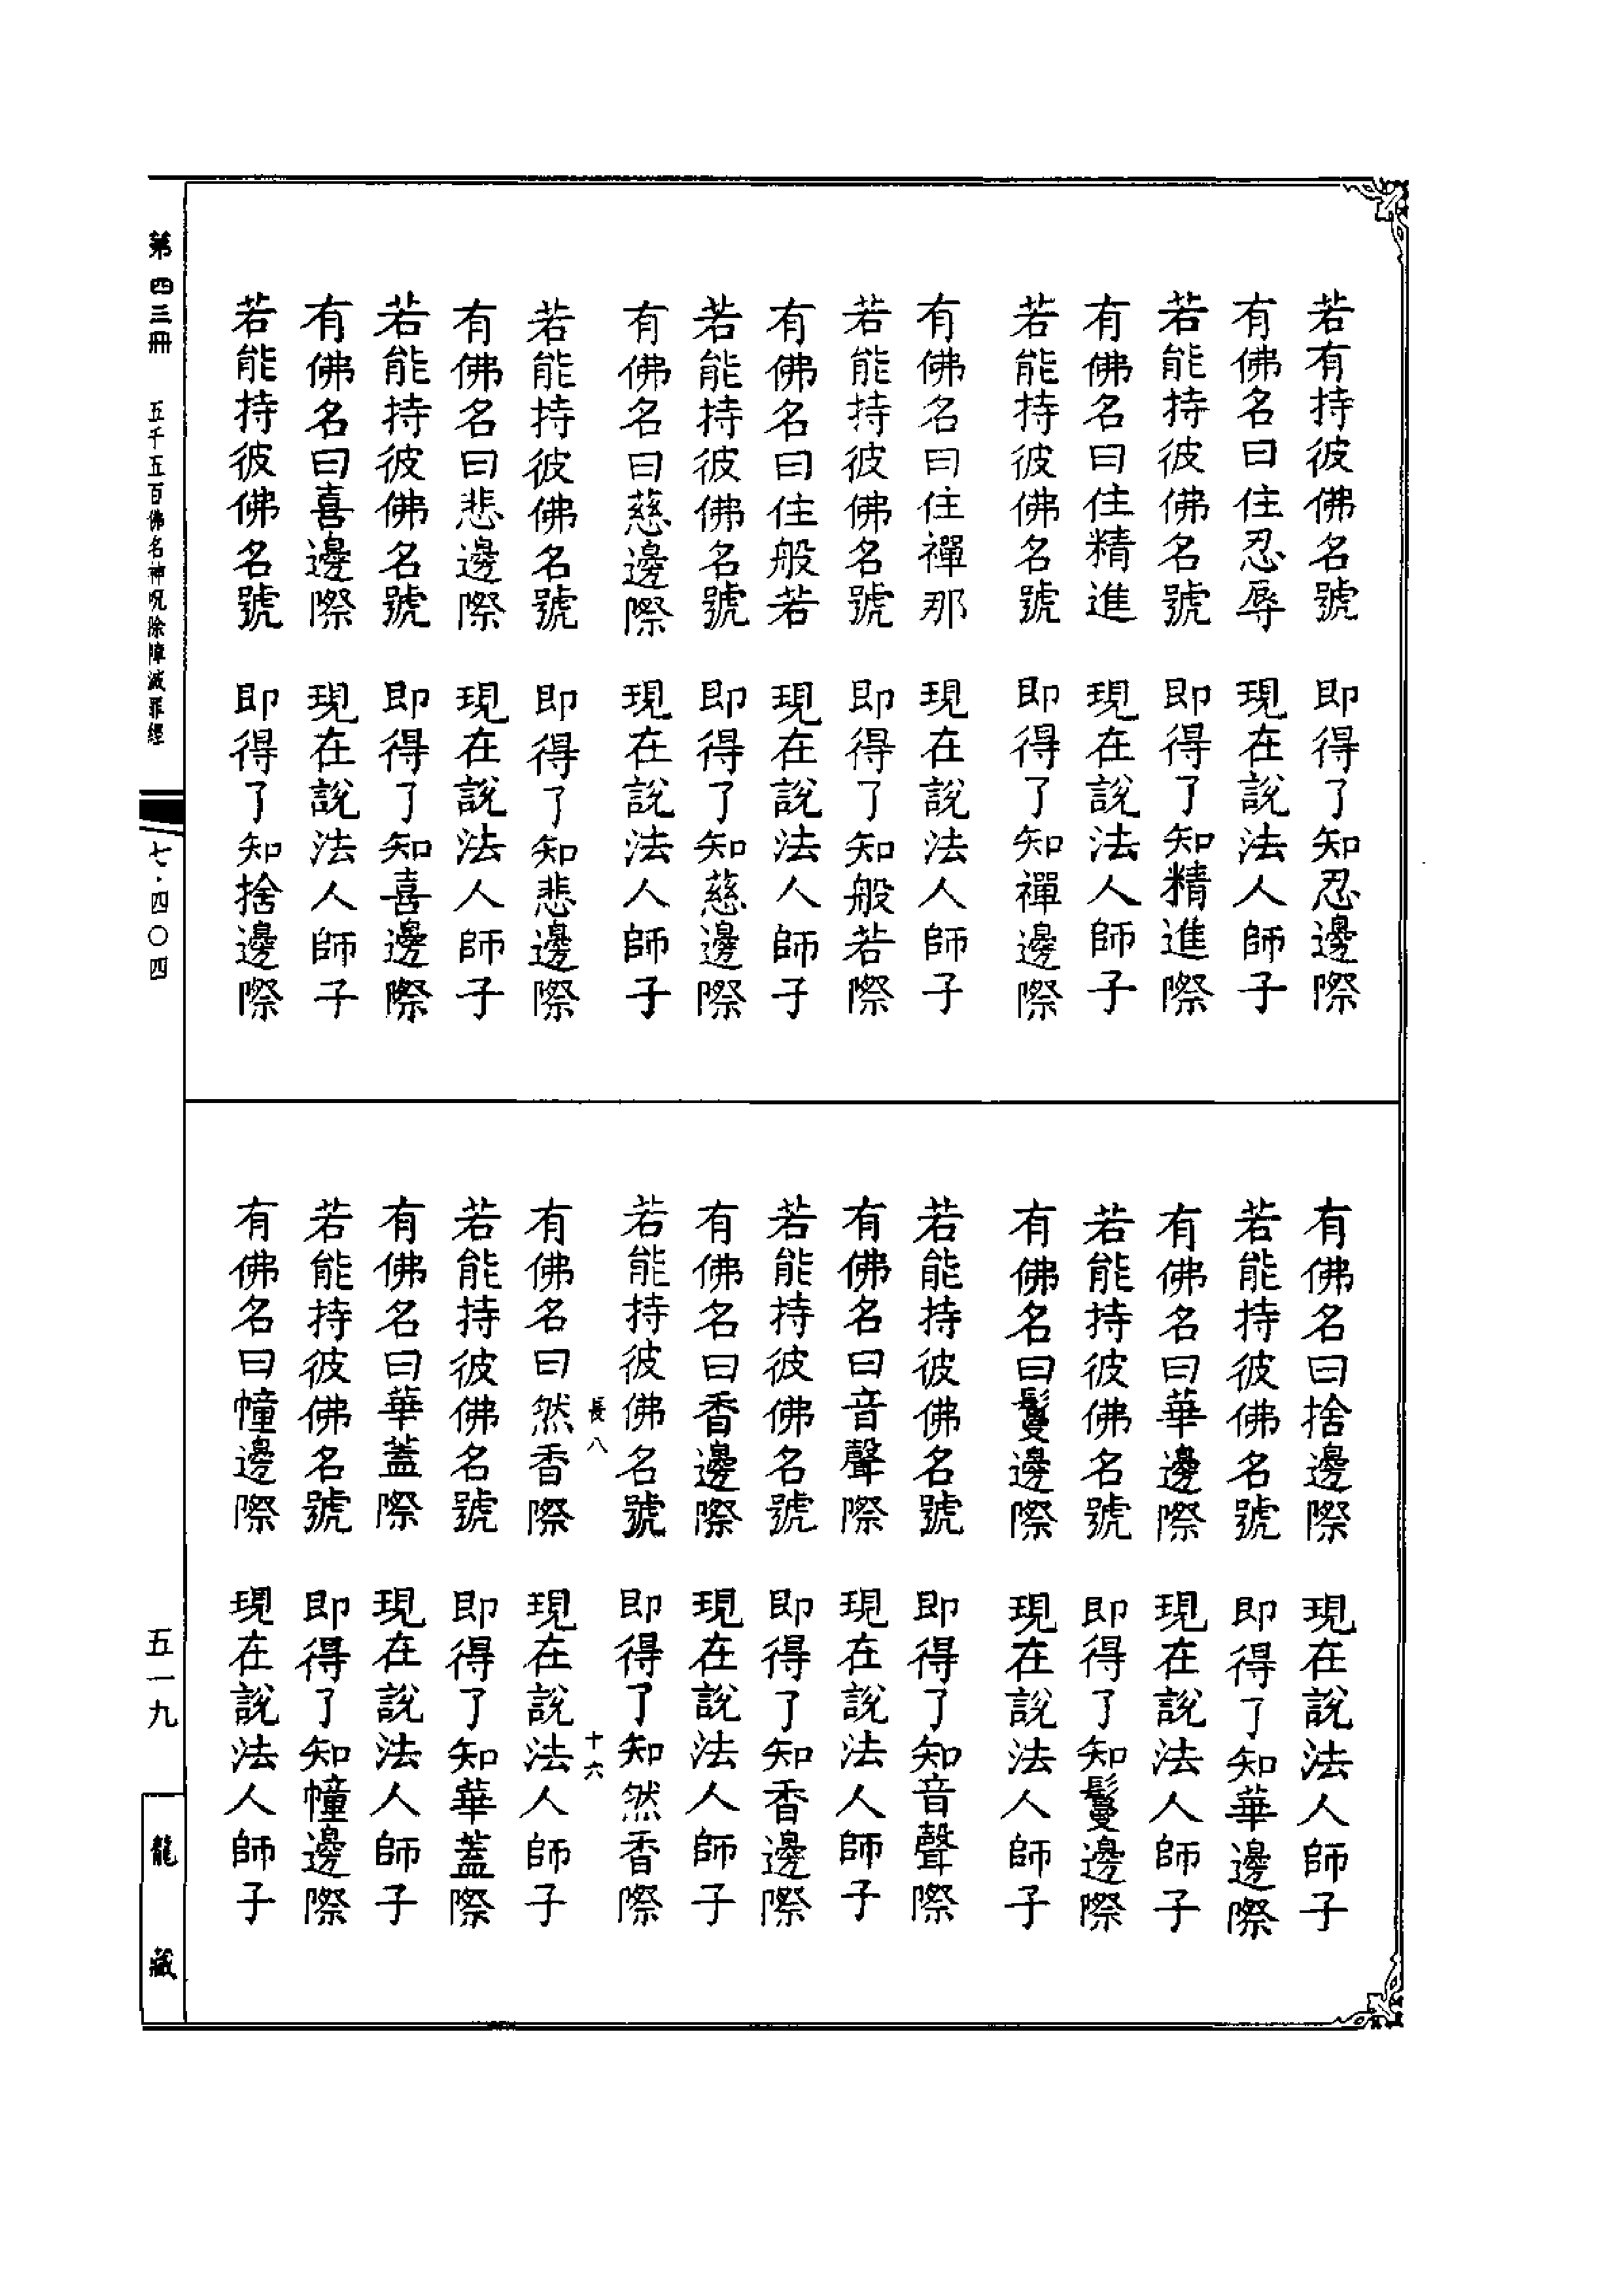 若有持彼佛名號　即得了知忍邊際
有佛名曰住忍辱　現在說法人師子
若能持彼佛名號　即得了知精進際
有佛名曰住精進　現在說法人師子
若能持彼佛名號　即得了知禪邊際
有佛名曰住禪那　現在說法人師子
若能持彼佛名號　即得了知般若際
有佛名曰住般若　現在說法人師子
若能持彼佛名號　即得了知慈邊際
有佛名曰慈邊際　現在說法人師子
若能持彼佛名號　即得了知悲邊際
有佛名曰悲邊際　現在說法人師子
若能持彼佛名號　即得了知喜邊際
有佛名曰喜邊際　現在說法人師子
若能持彼佛名號　即得了知捨邊際
有佛名曰捨邊際　現在說法人師子
若能持彼佛名號　即得了知華邊際
有佛名曰華邊際　現在說法人師子
若能持彼佛名號　即得了知鬘邊際
有佛名曰鬘邊際　現在說法人師子
若能持彼佛名號　即得了知音聲際
有佛名曰音聲際　現在說法人師子
若能持彼佛名號　即得了知香邊際
有佛名曰香邊際　現在說法人師子
若能持彼佛名號　即得了知然香際
長八　十六
有佛名曰然香際　現在說法人師子
若能持彼佛名號　即得了知華蓋際
有佛名曰華蓋際　現在說法人師子
若能持彼佛名號　即得了知幢邊際
有佛名曰幢邊際　現在說法人師子
第四三冊　五千五百佛名神呪除障滅罪經　七·四〇四　五一九　龍藏